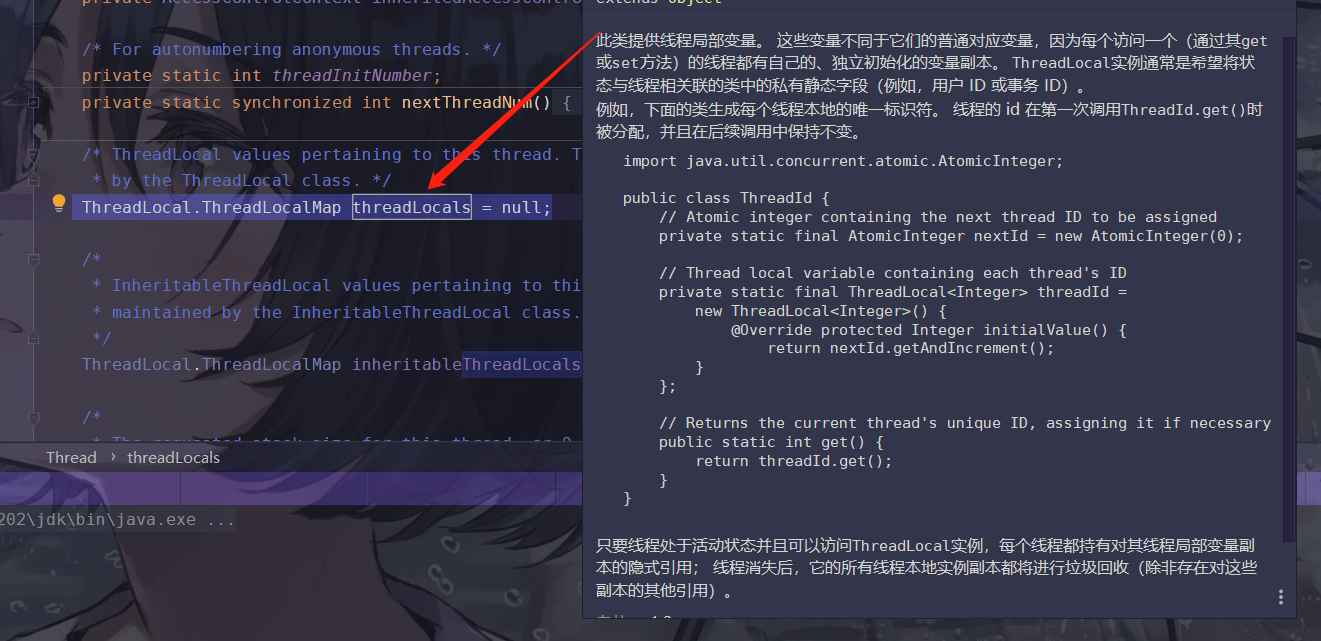 private AccessControlContext inheritedAccessContro
/* For autonumbering anonymous threads. */
private static int threadInitNumber;
private static synchronized int nextThreadNum() {
/* ThreadLocal values pertaining to this thread. T
* by the ThreadLocal class. */
ThreadLocal.ThreadLocalMap threadLocals = null;
/*
* InheritableThreadLocal values pertaining to thi
* maintained by the InheritableThreadLocal class.
*/
ThreadLocal.ThreadLocalMap inheritableThreadLocals
/*
* The requested stack size for this thread, or 0
Thread › threadLocals
202\jdk\bin\java.exe ...
extends Object
此类提供线程局部变量。 这些变量不同于它们的普通对应变量，因为每个访问一个（通过其get
或set方法）的线程都有自己的、独立初始化的变量副本。 ThreadLocal实例通常是希望将状
态与线程相关联的类中的私有静态字段（例如，用户 ID 或事务 ID）。
例如，下面的类生成每个线程本地的唯一标识符。 线程的 id 在第一次调用ThreadId.get()时
被分配，并且在后续调用中保持不变。
import java.util.concurrent.atomic.AtomicInteger;
public class ThreadId {
// Atomic integer containing the next thread ID to be assigned
private static final AtomicInteger nextId = new AtomicInteger(0);
// Thread local variable containing each thread's ID
private static final ThreadLocal<Integer> threadId =
new ThreadLocal<Integer>() {
@Override protected Integer initialValue() {
return nextId.getAndIncrement();
}
};
// Returns the current thread's unique ID, assigning it if necessary
public static int get() {
return threadId.get();
}
}
只要线程处于活动状态并且可以访问ThreadLocal实例，每个线程都持有对其线程局部变量副
本的隐式引用； 线程消失后，它的所有线程本地实例副本都将进行垃圾回收（除非存在对这些
副本的其他引用）。